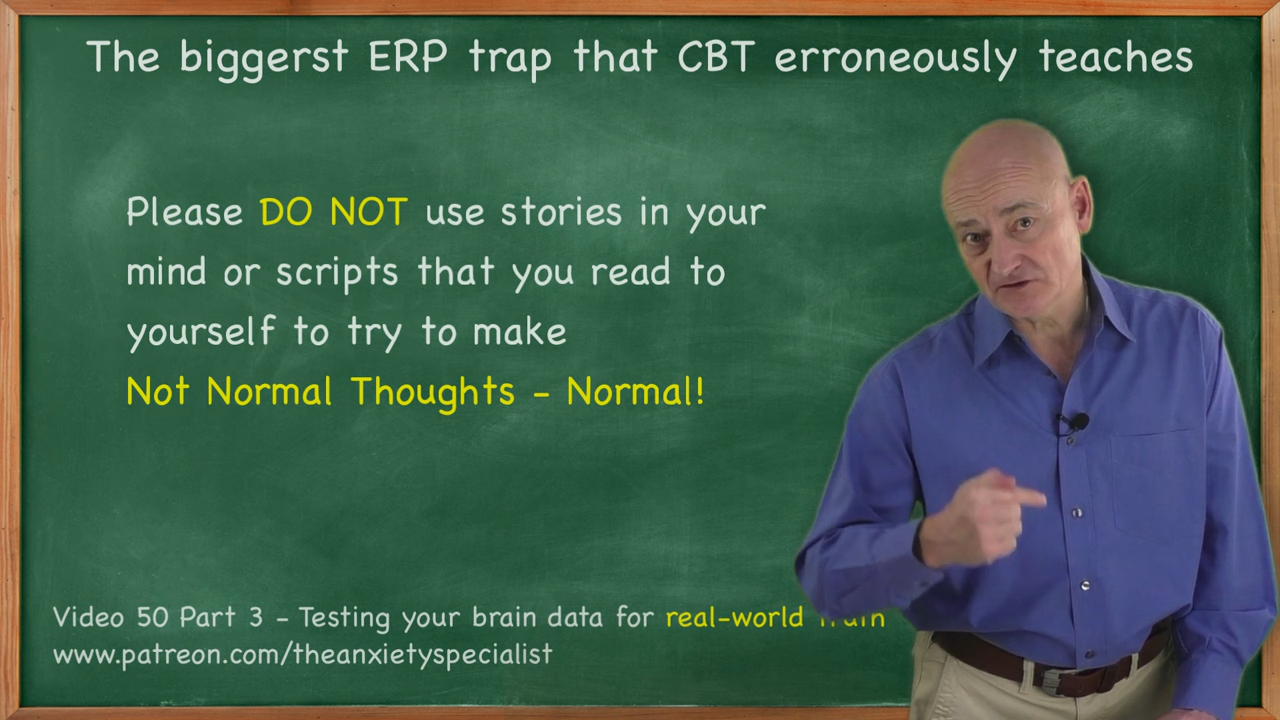 The biggerst ERP trap that CBT erroneously teaches
Please DO NOT use stories in your
mind or scripts that you read to
yourself to try to make
Not Normal Thoughts - Normal!
Video 50 Part 3 - Testing your brain data for real-world
www.patreon.com/theanxietyspecialist